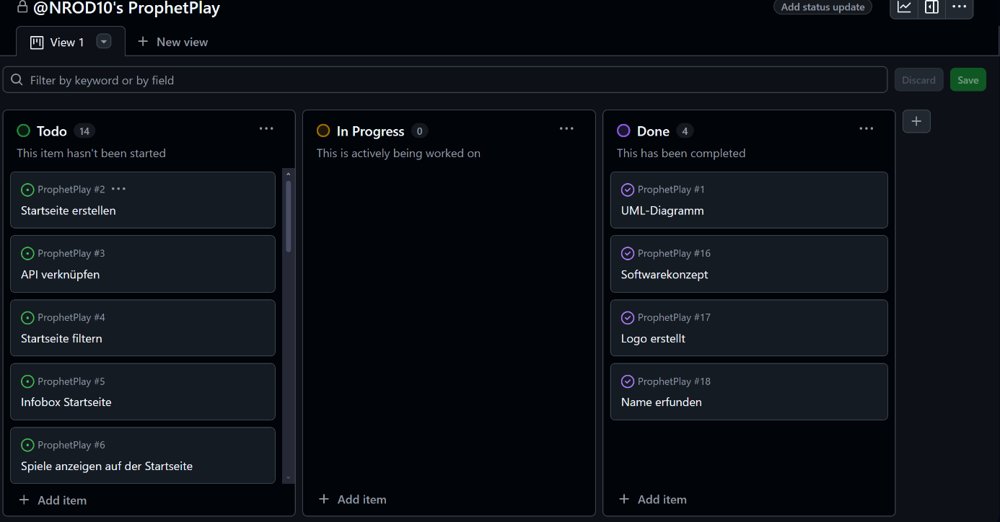 @NROD10's ProphetPlay
Add status update
View 1
New view
Filter by keyword or by field
Discard
Save
Todo 14
This item hasn't been started
ProphetPlay #2
Startseite erstellen
ProphetPlay #3
API verknüpfen
ProphetPlay #4
Startseite filtern
ProphetPlay #5
Infobox Startseite
ProphetPlay #6
Spiele anzeigen auf der Startseite
Add item
In Progress 0
This is actively being worked on
Add item
Done 4
This has been completed
ProphetPlay #1
UML-Diagramm
ProphetPlay #16
Softwarekonzept
ProphetPlay #17
Logo erstellt
ProphetPlay #18
Name erfunden
Add item